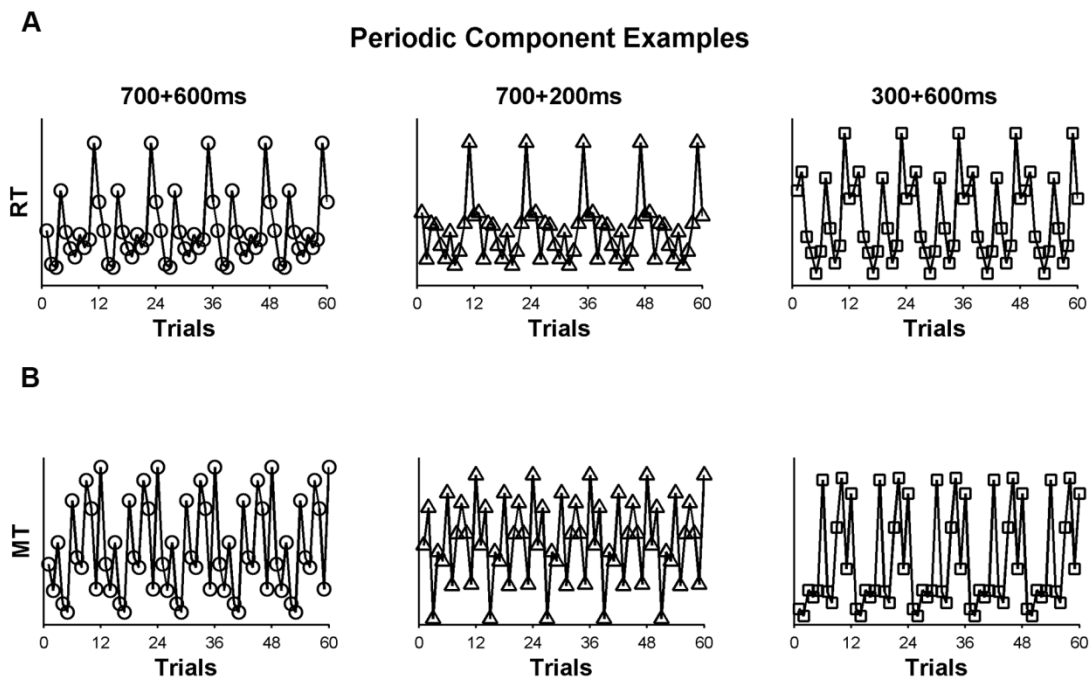 A
Periodic Component Examples
700+600ms 700+200ms 300+600ms
RT
0 12 24 36 48 60 0 12 24 36 48 60 0 12 24 36 48 60
Trials Trials Trials
B
MT
0 12 24 36 48 60 0 12 24 36 48 60 0 12 24 36 48 60
Trials Trials Trials